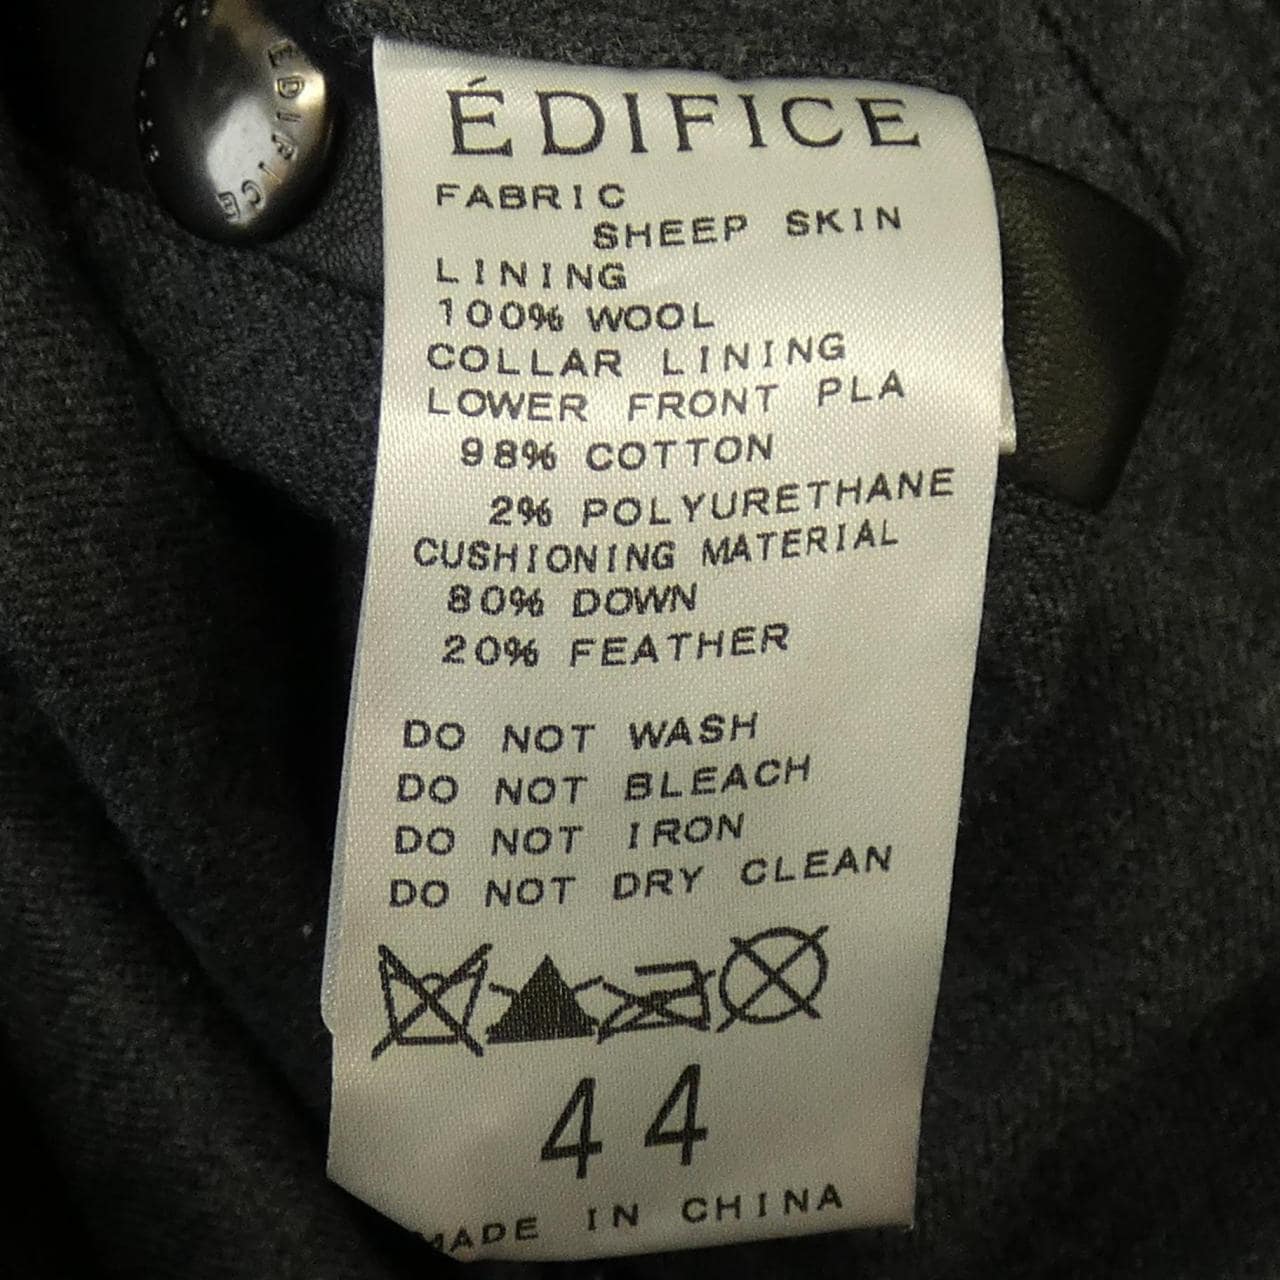 EDIFICE
ÉDIFICE
FABRIC
SHEEP SKIN
LINING
100% WOOL
COLLAR LINING
LOWER FRONT PLA
98% COTTON
2% POLYURETHANE
CUSHIONING MATERIAL
80% DOWN
20% FEATHER
DO NOT WASH
DO NOT BLEACH
DO NOT IRON
DO NOT DRY CLEAN
44
MADE IN CHINA